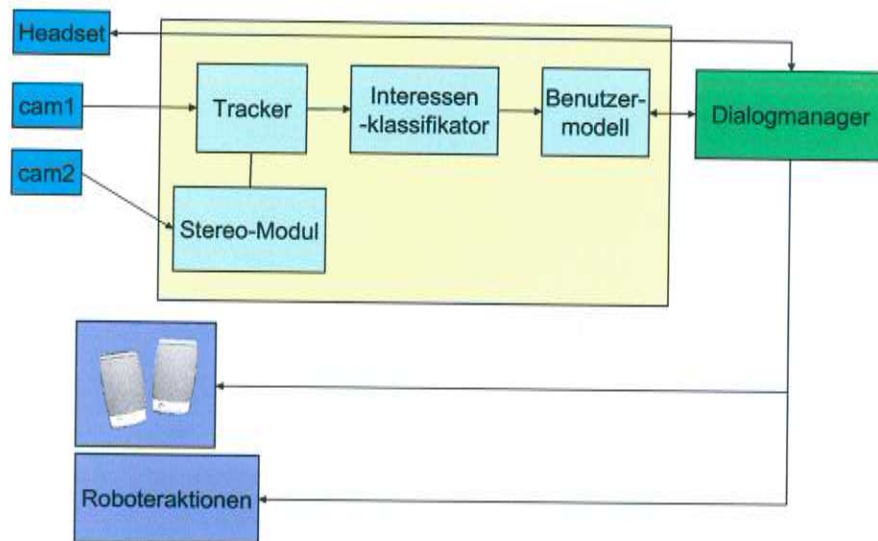 Headset
cam1
cam2
Tracker
Interessen
-klassifikator
Benutzer-
modell
Dialogmanager
Stereo-Modul
Roboteraktionen